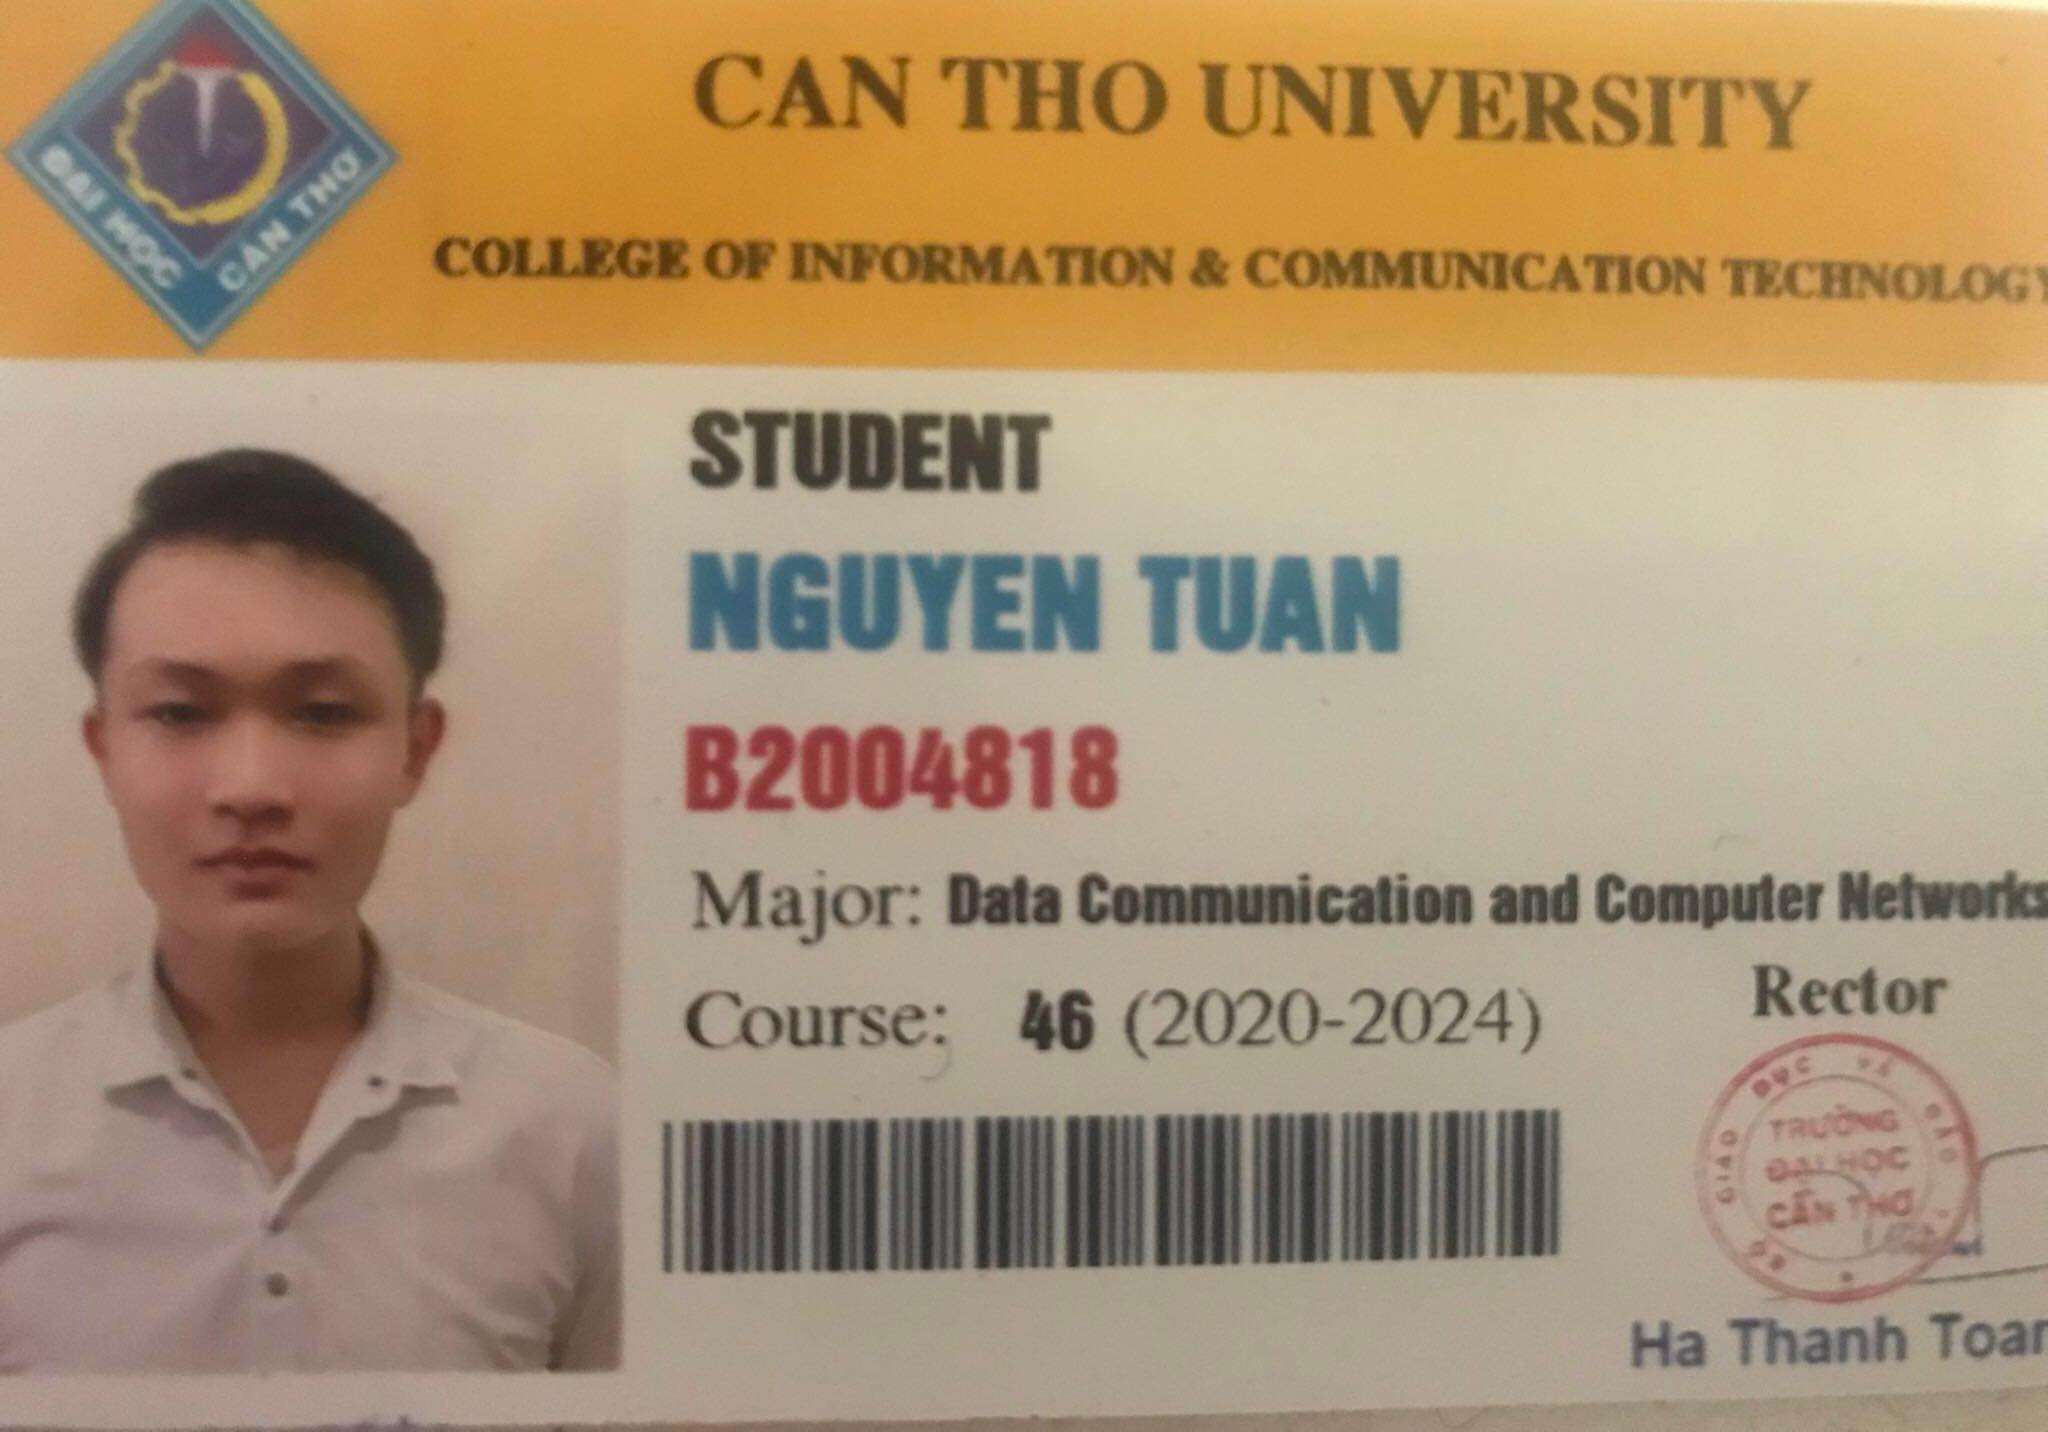 ĐẠI HỌC CẦN THƠ
CAN THO UNIVERSITY
COLLEGE OF INFORMATION & COMMUNICATION TECHNOLOGY
STUDENT
NGUYEN TUAN
B2004818
Major: Data Communication and Computer Networks
Course: 46 (2020-2024)
Rector
BỘ GIÁO DỤC VÀ ĐÀO
TRƯỜNG
ĐẠI HỌC
CẦN THƠ
Ha Thanh Toan